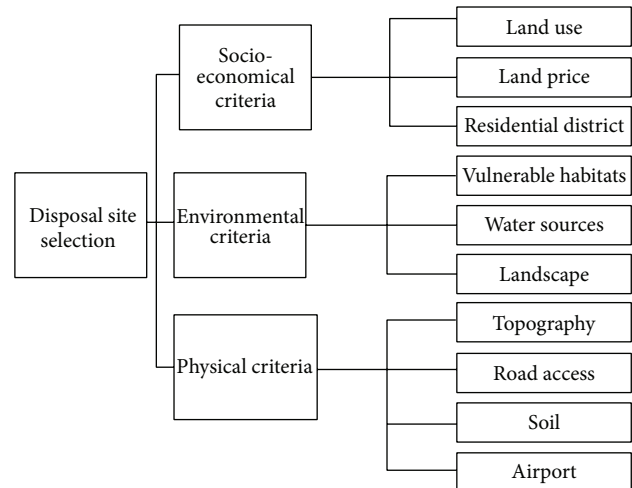 Disposal site
selection
Socio-
economical
criteria
Land use
Land price
Residential district
Environmental
criteria
Vulnerable habitats
Water sources
Landscape
Physical criteria
Topography
Road access
Soil
Airport